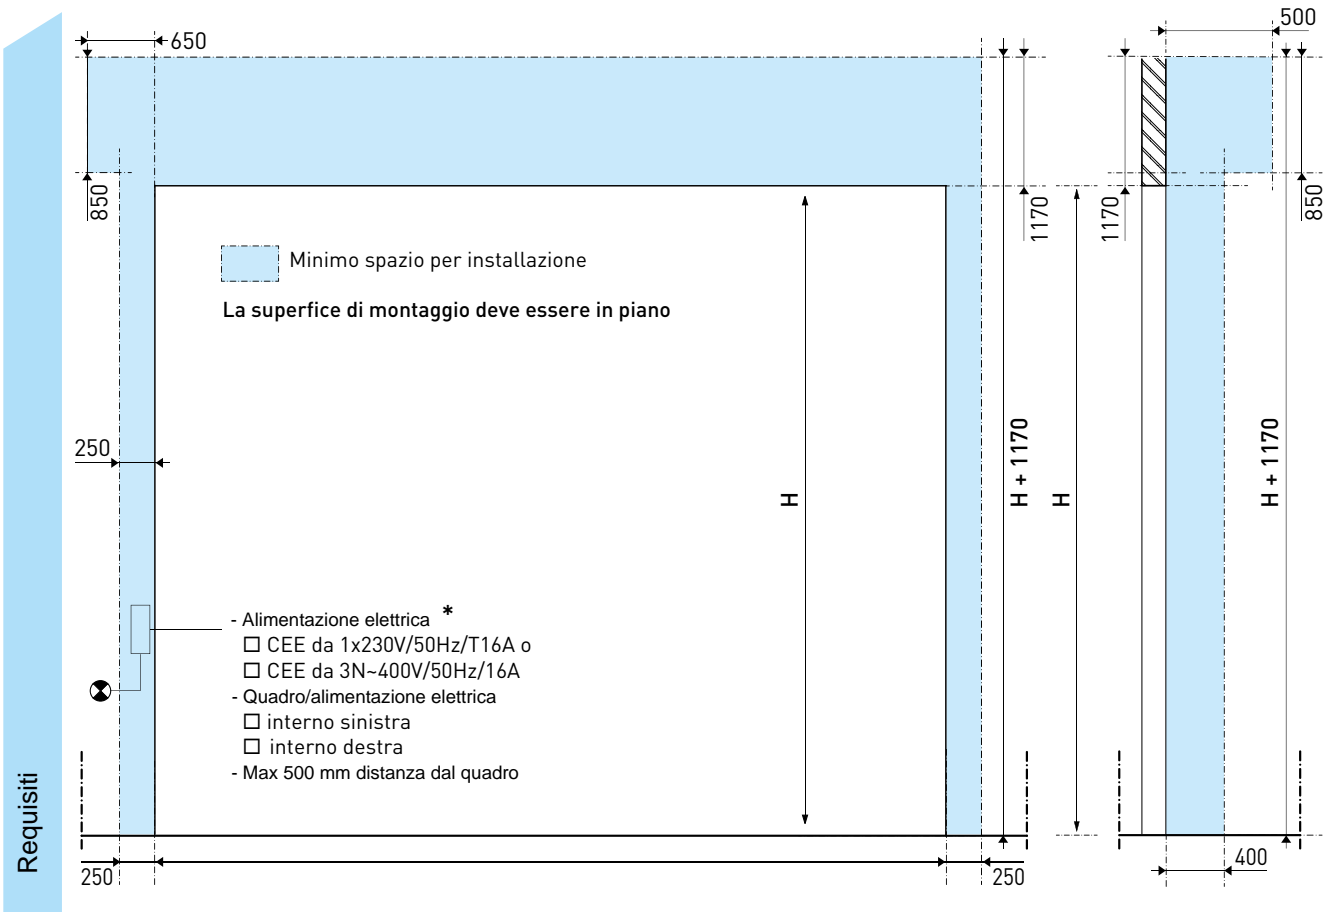 500
650
850
1170
1170
850
Minimo spazio per installazione
La superfice di montaggio deve essere in piano
250
H
H + 1170
H
H + 1170
- Alimentazione elettrica *
☐ CEE da 1x230V/50Hz/T16A o
☐ CEE da 3N~400V/50Hz/16A
- Quadro/alimentazione elettrica
☐ interno sinistra
☐ interno destra
- Max 500 mm distanza dal quadro
Requisiti
250
250
400